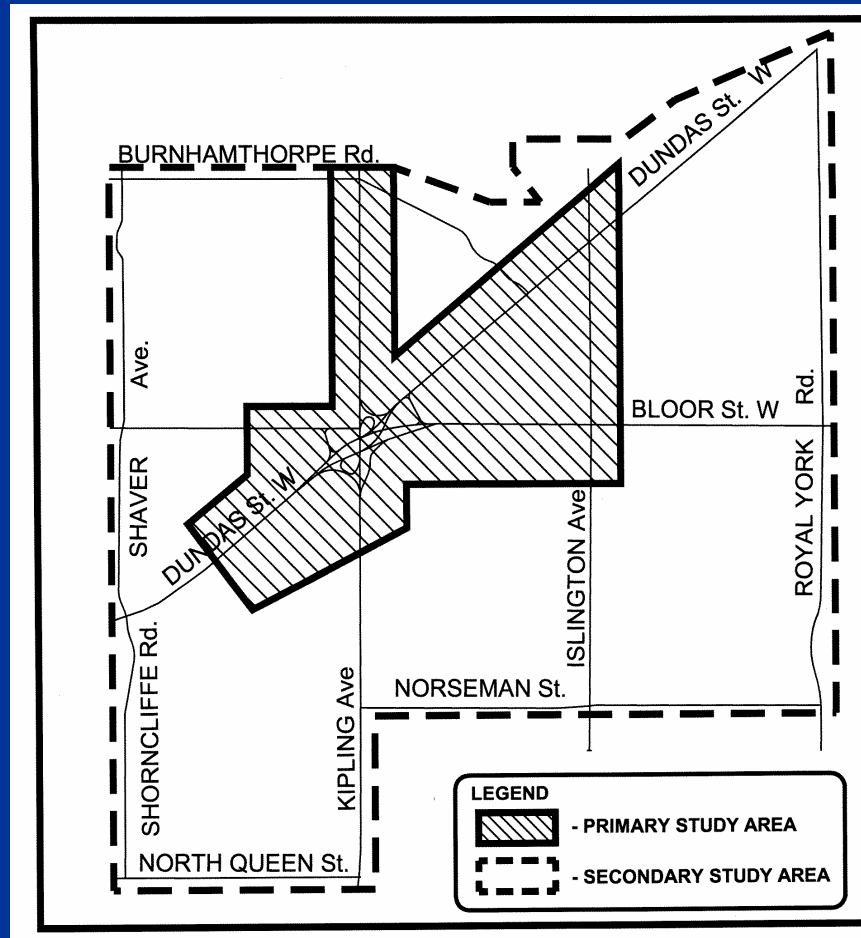 BURNHAMTHORPE Rd.
DUNDAS St. W
Ave.
SHAVER
BLOOR St. W
Rd.
ROYAL YORK
DUNDAS St. W
ISLINGTON Ave
SHORNCLIFFE Rd.
KIPLING Ave
NORSEMAN St.
NORTH QUEEN St.
LEGEND
- PRIMARY STUDY AREA
- SECONDARY STUDY AREA